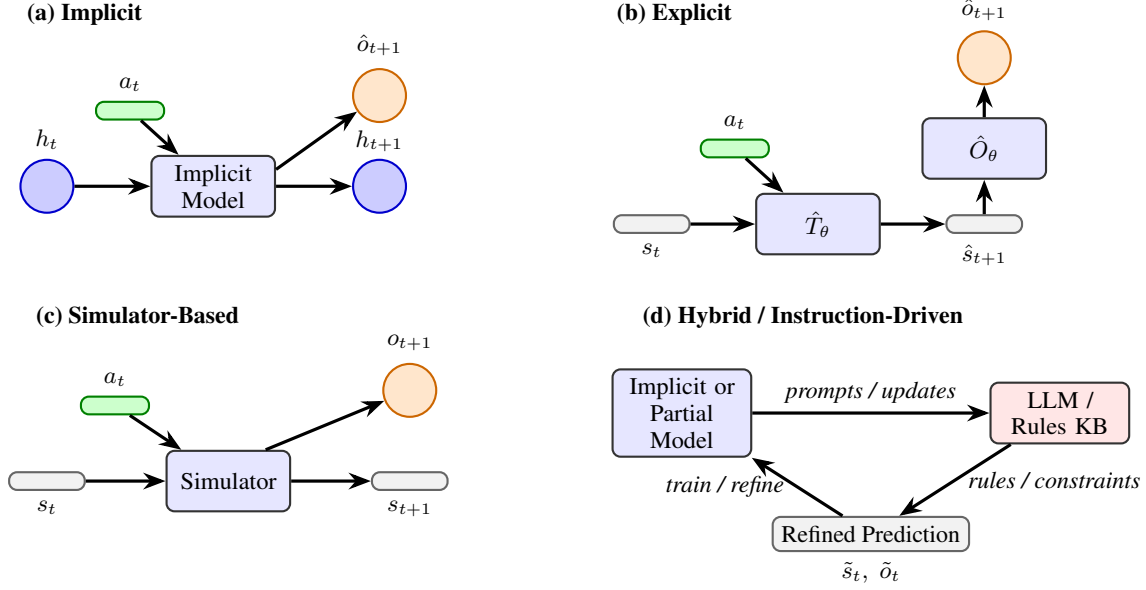 (a) Implicit
ô_{t+1}
a_t
h_t
h_{t+1}
Implicit
Model
(b) Explicit
ô_{t+1}
a_t
Ô_θ
T̂_θ
s_t
ŝ_{t+1}
(c) Simulator-Based
o_{t+1}
a_t
Simulator
s_t
s_{t+1}
(d) Hybrid / Instruction-Driven
Implicit or
Partial
Model
prompts / updates
LLM /
Rules KB
train / refine
rules / constraints
Refined Prediction
s̃_t, õ_t